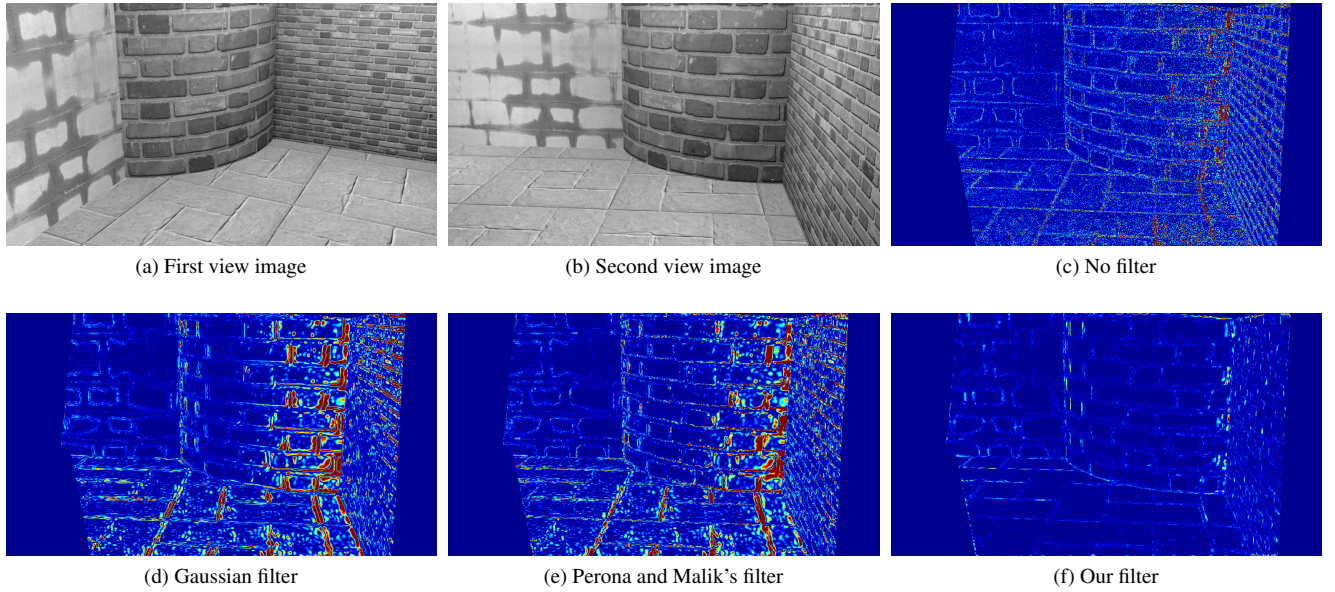 (a) First view image
(b) Second view image
(c) No filter
(d) Gaussian filter
(e) Perona and Malik's filter
(f) Our filter